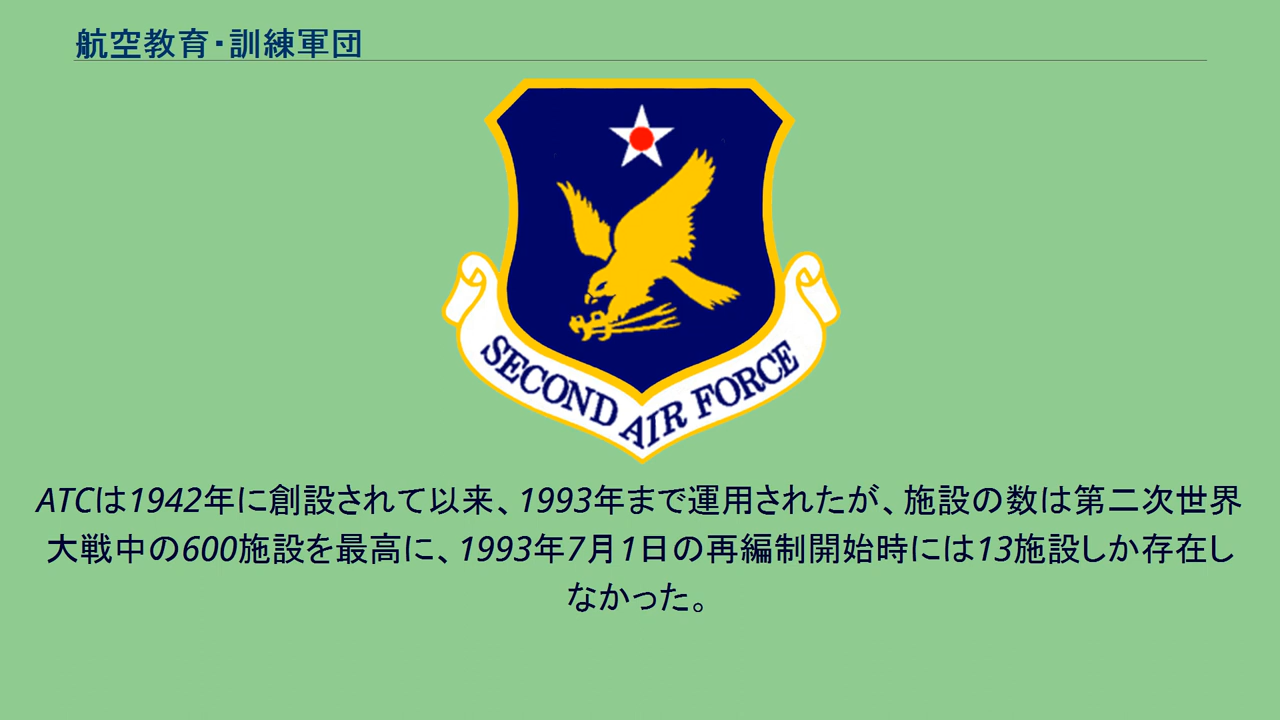 航空教育・訓練軍団
SECOND AIR FORCE
ATCは1942年に創設されて以来、1993年まで運用されたが、施設の数は第二次世界
大戦中の600施設を最高に、1993年7月1日の再編制開始時には13施設しか存在し
なかった。